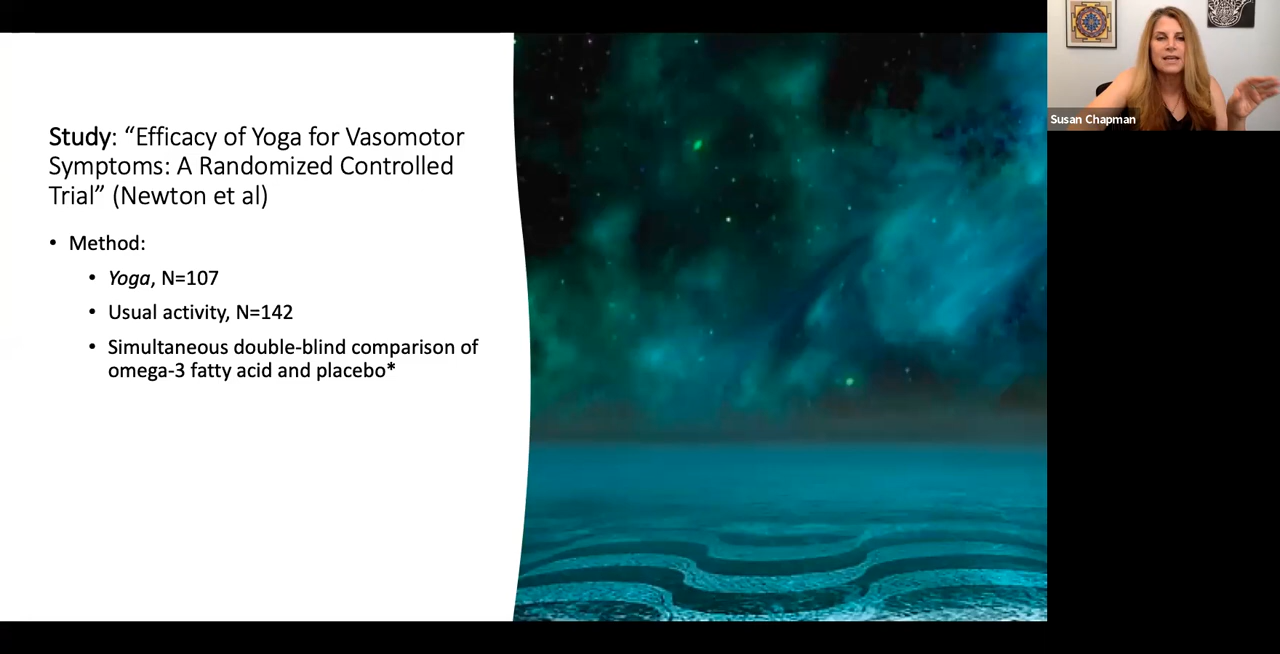 Study: “Efficacy of Yoga for Vasomotor
Symptoms: A Randomized Controlled
Trial” (Newton et al)
• Method:
• Yoga, N=107
• Usual activity, N=142
• Simultaneous double-blind comparison of
omega-3 fatty acid and placebo*
Susan Chapman